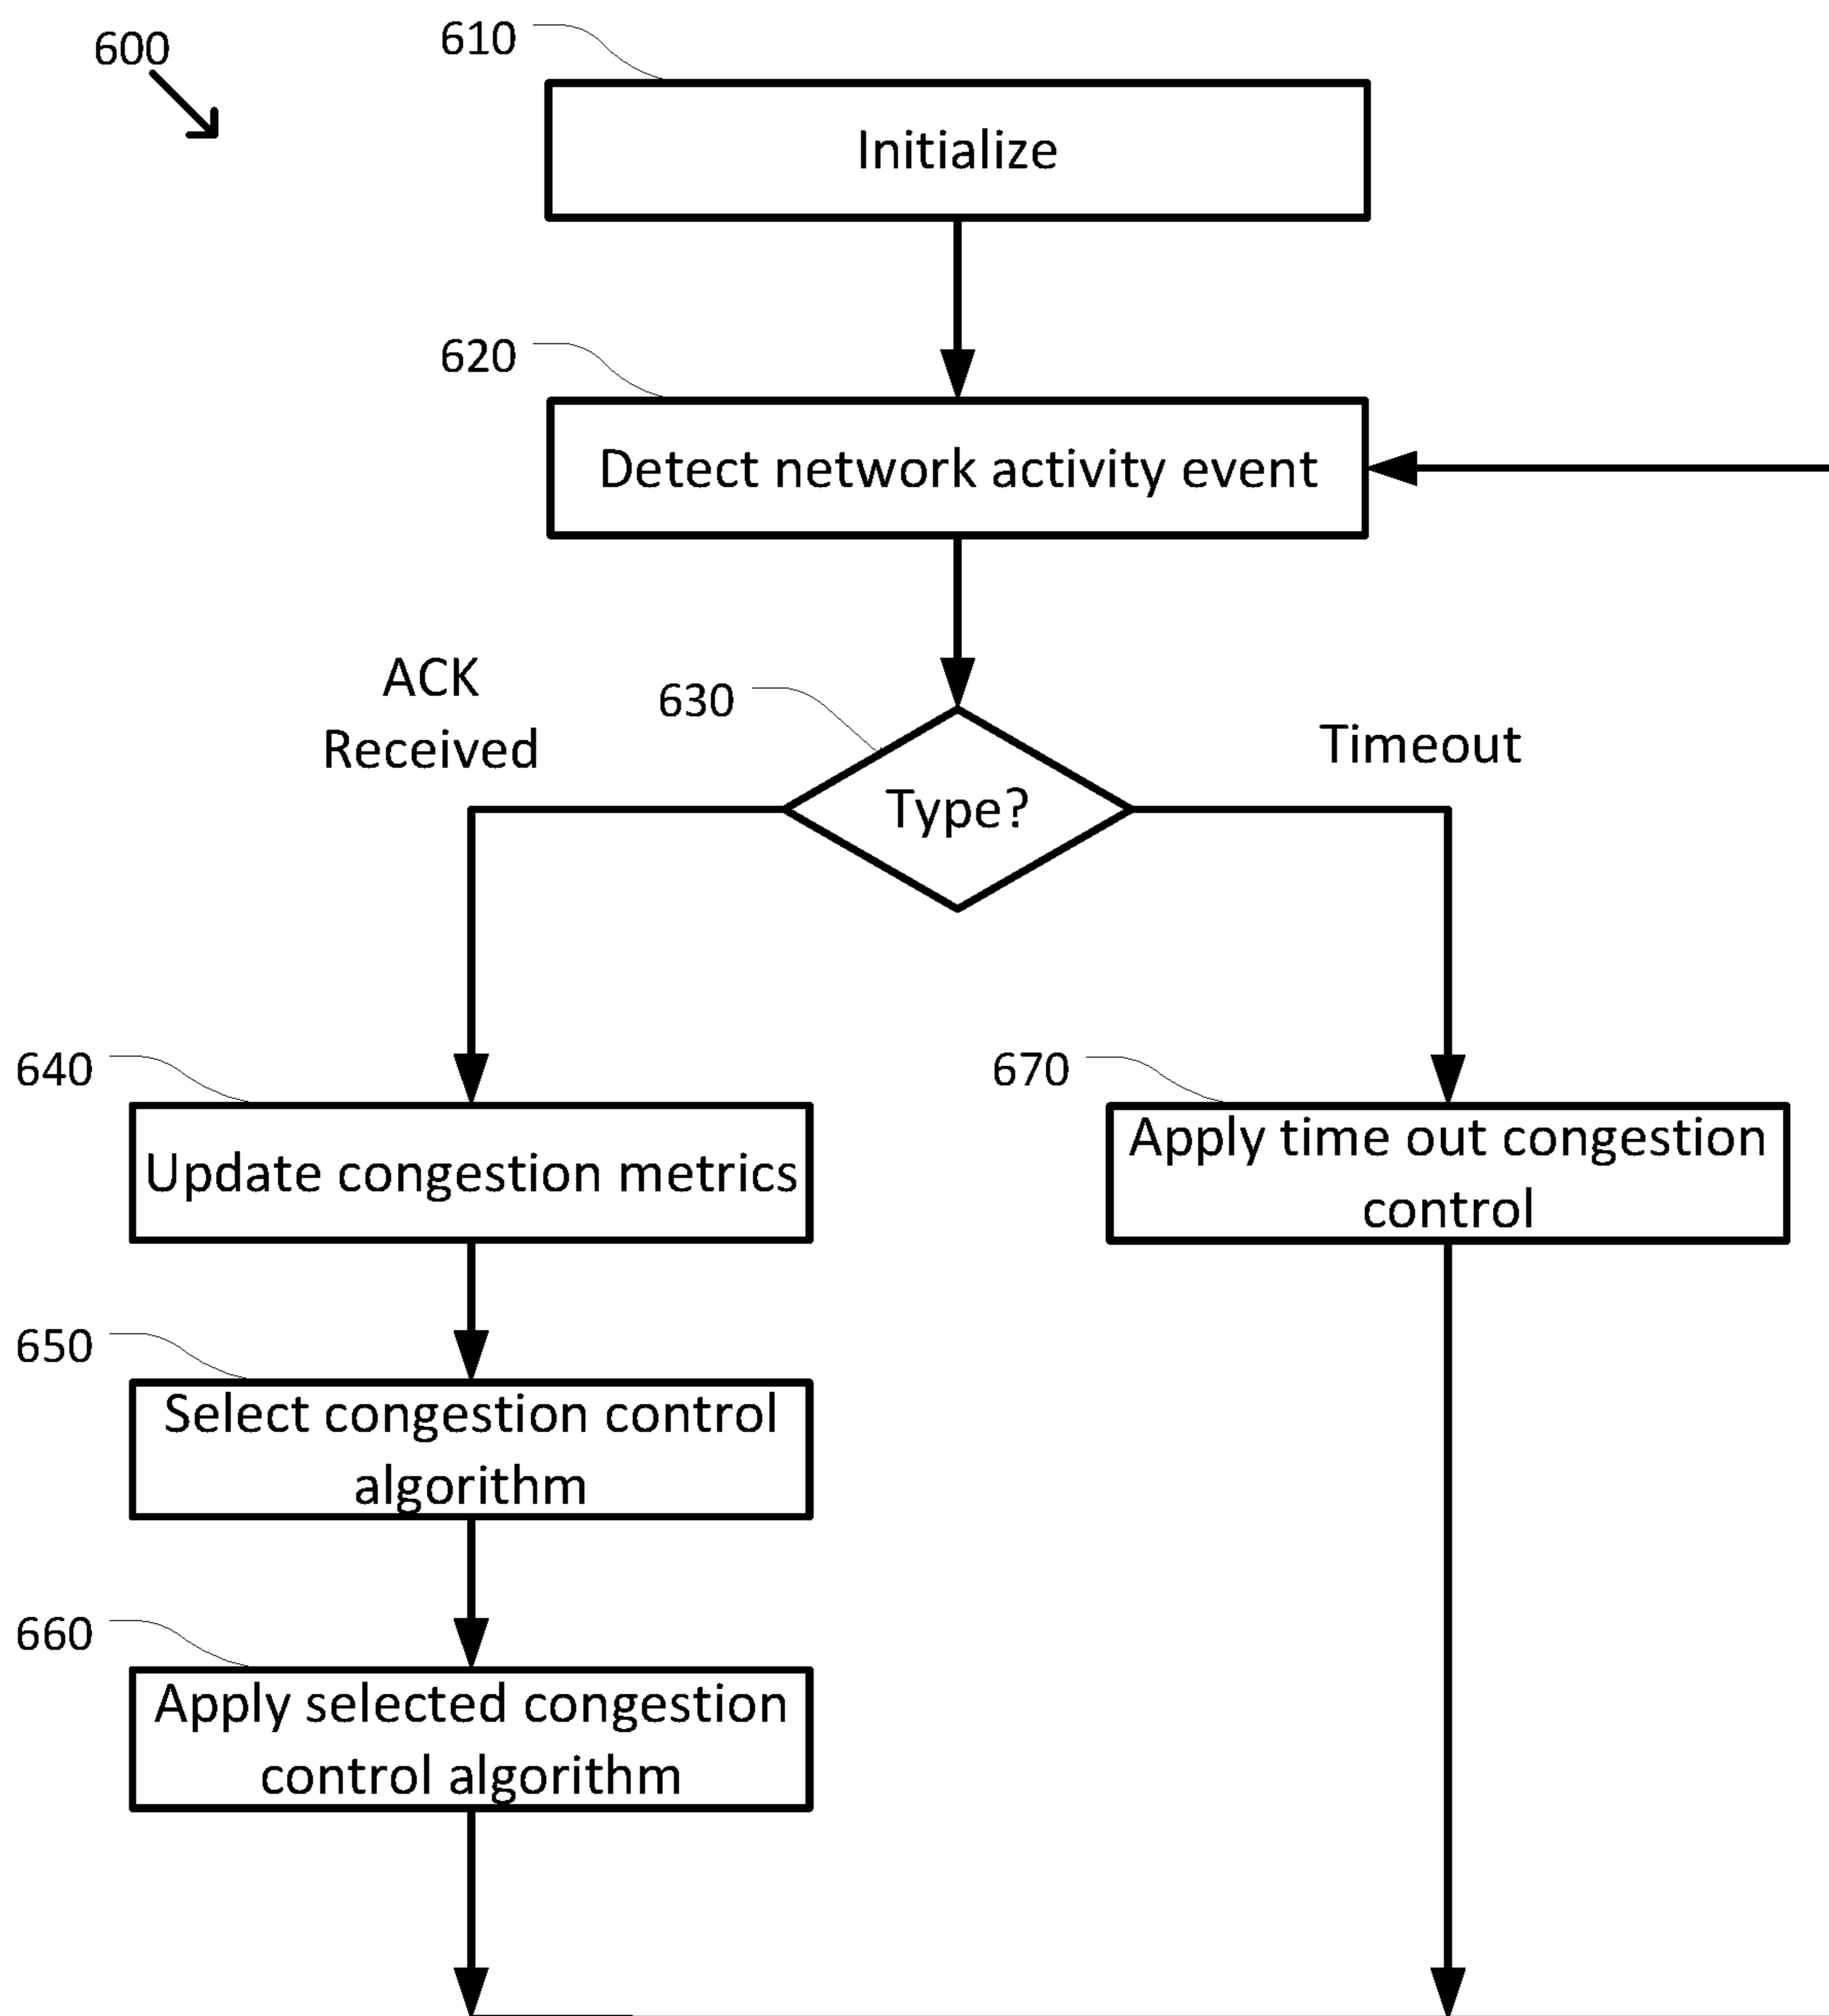 600
610
Initialize
620
Detect network activity event
ACK
Received
630
Type?
Timeout
640
Update congestion metrics
670
Apply time out congestion
control
650
Select congestion control
algorithm
660
Apply selected congestion
control algorithm